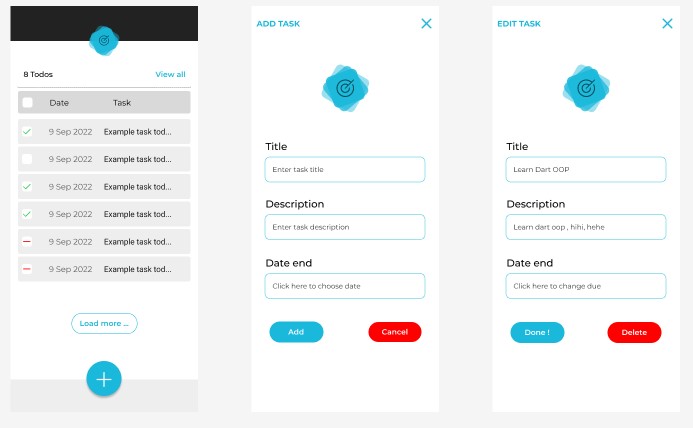 8 Todos
View all
Date
Task
9 Sep 2022
Example task tod...
9 Sep 2022
Example task tod...
9 Sep 2022
Example task tod...
9 Sep 2022
Example task tod...
9 Sep 2022
Example task tod...
9 Sep 2022
Example task tod...
Load more ...
ADD TASK
Title
Enter task title
Description
Enter task description
Date end
Click here to choose date
Add
Cancel
EDIT TASK
Title
Learn Dart OOP
Description
Learn dart oop , hihi, hehe
Date end
Click here to change due
Done !
Delete